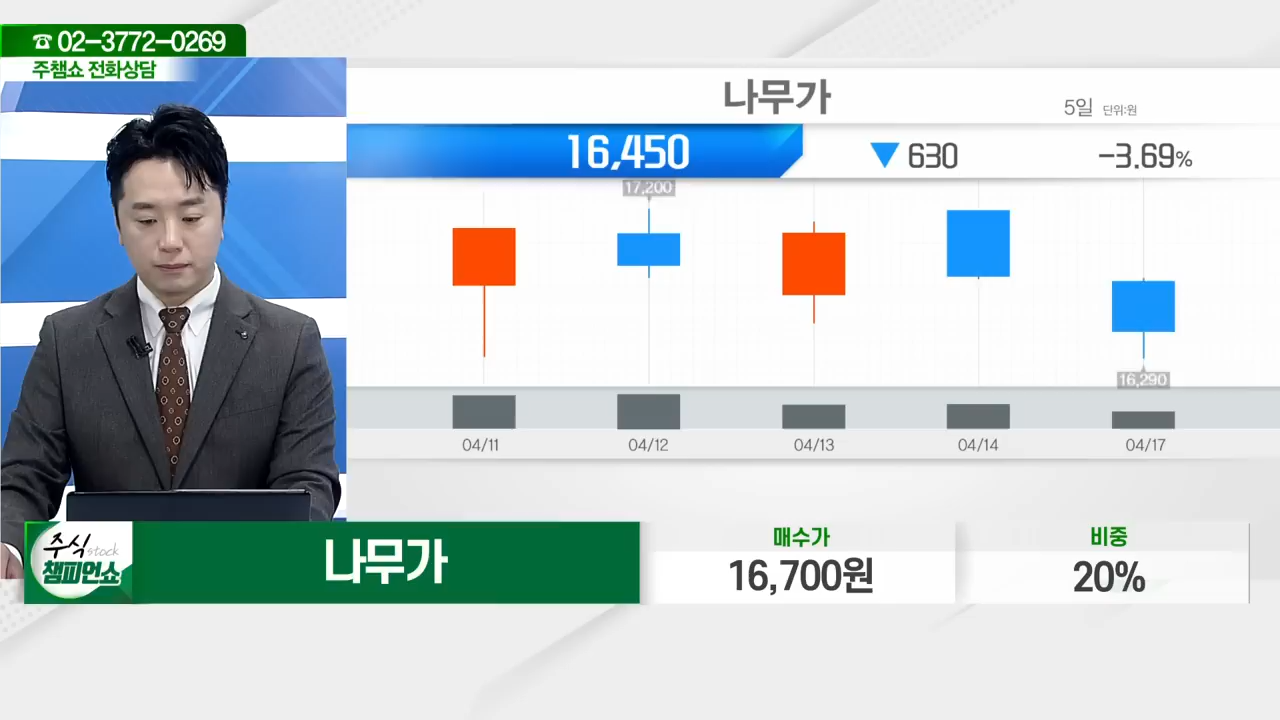 ☎ 02-3772-0269
주챔쇼 전화상담
나무가
5일 단위:원
16,450 ▼ 630 -3.69%
17,200
16,290
04/11 04/12 04/13 04/14 04/17
주식 stock
챔피언쇼
나무가
매수가
16,700원
비중
20%